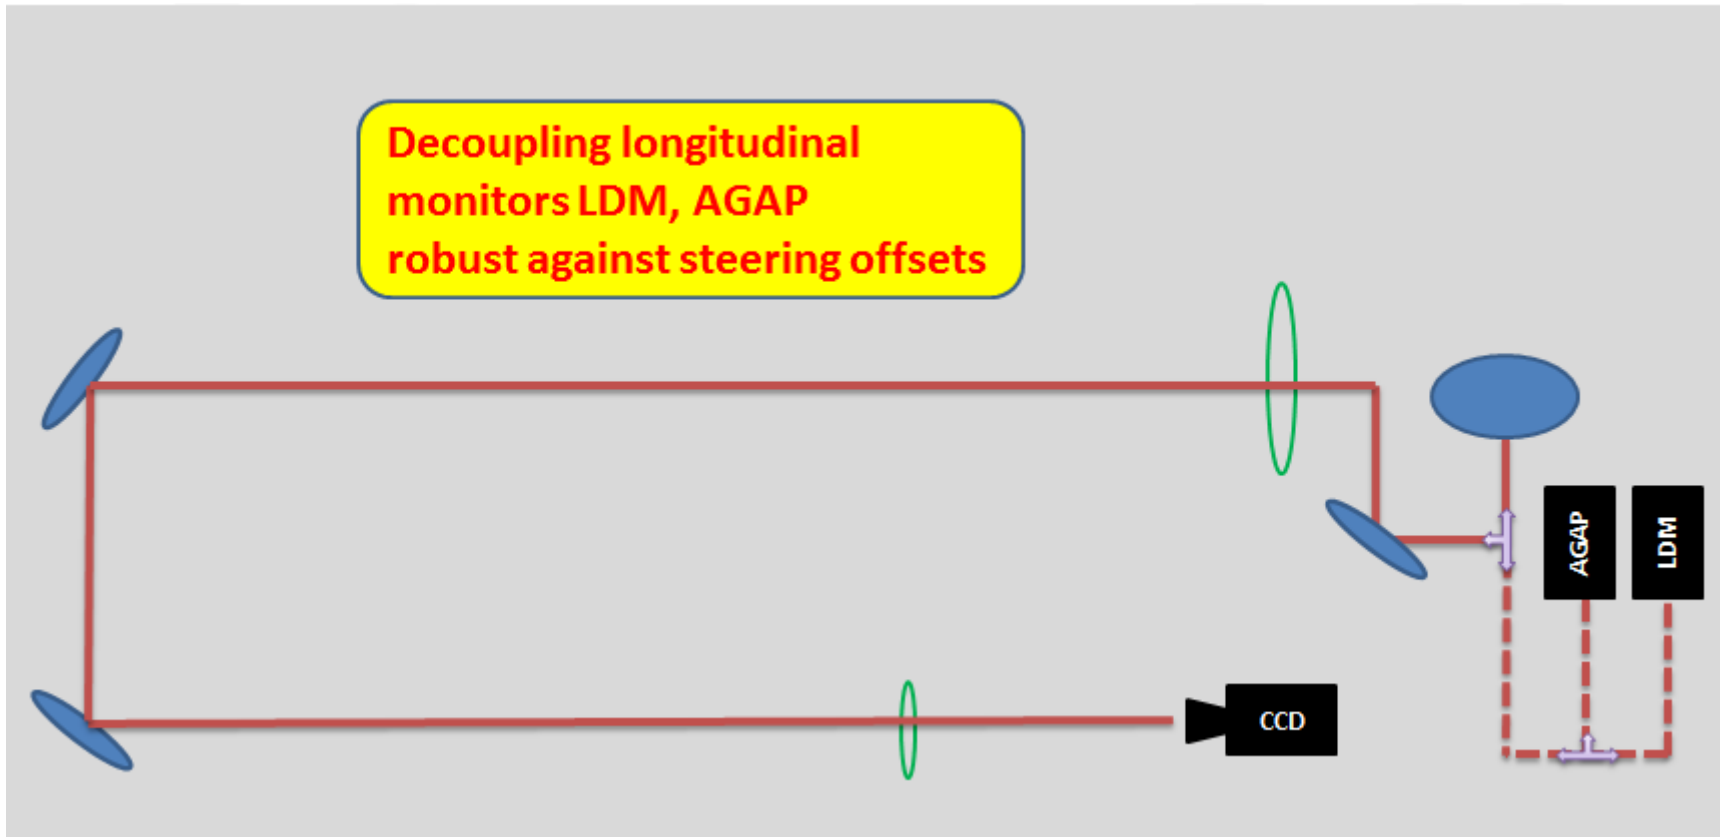 Decoupling longitudinal
monitors LDM, AGAP
robust against steering offsets
AGAP
LDM
CCD